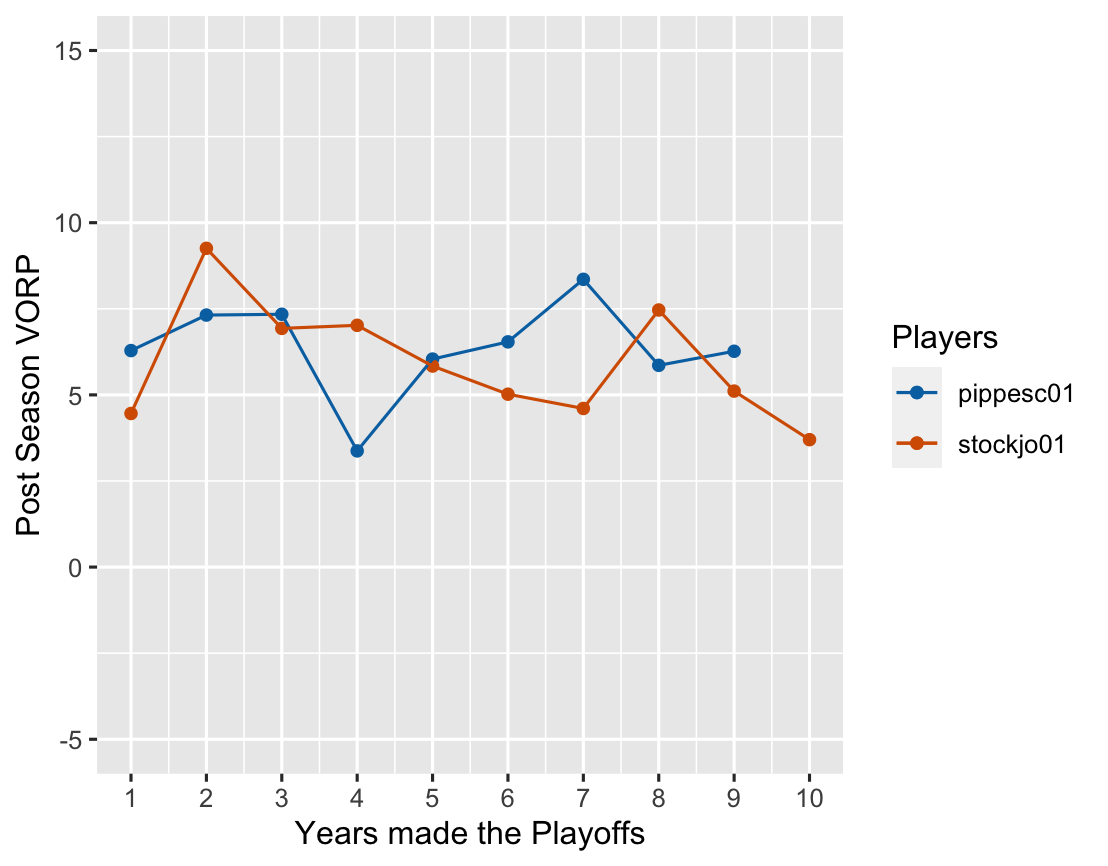 15
10
5
0
-5
Post Season VORP
1 2 3 4 5 6 7 8 9 10
Years made the Playoffs
Players
pippesc01
stockjo01